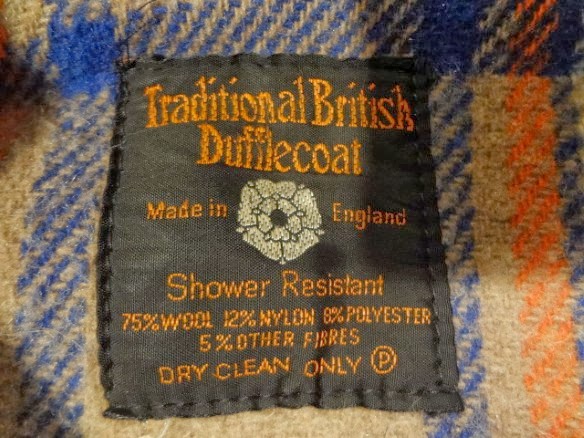 Traditional British
Dufflecoat
Made in England
Shower Resistant
75% WOOL 12% NYLON 8% POLYESTER
5% OTHER FIBRES
DRY CLEAN ONLY Ⓟ